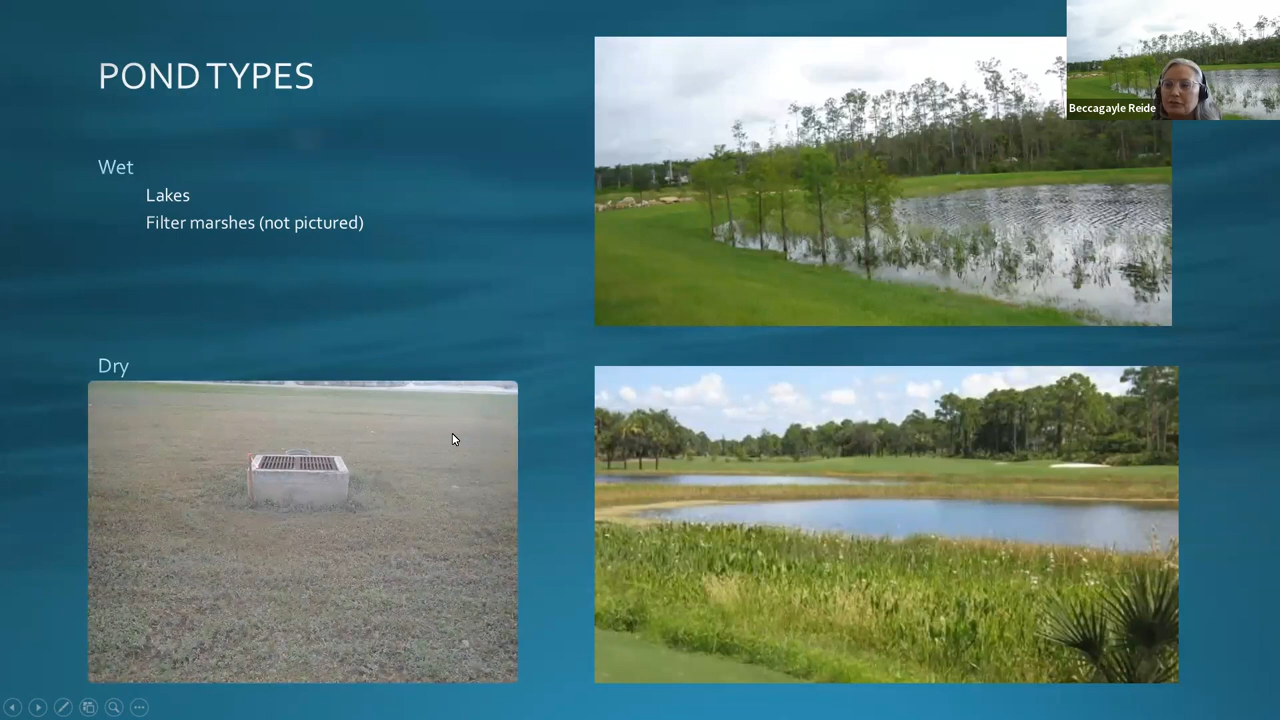 POND TYPES
Wet
Lakes
Filter marshes (not pictured)
Dry
Beccagayle Reide